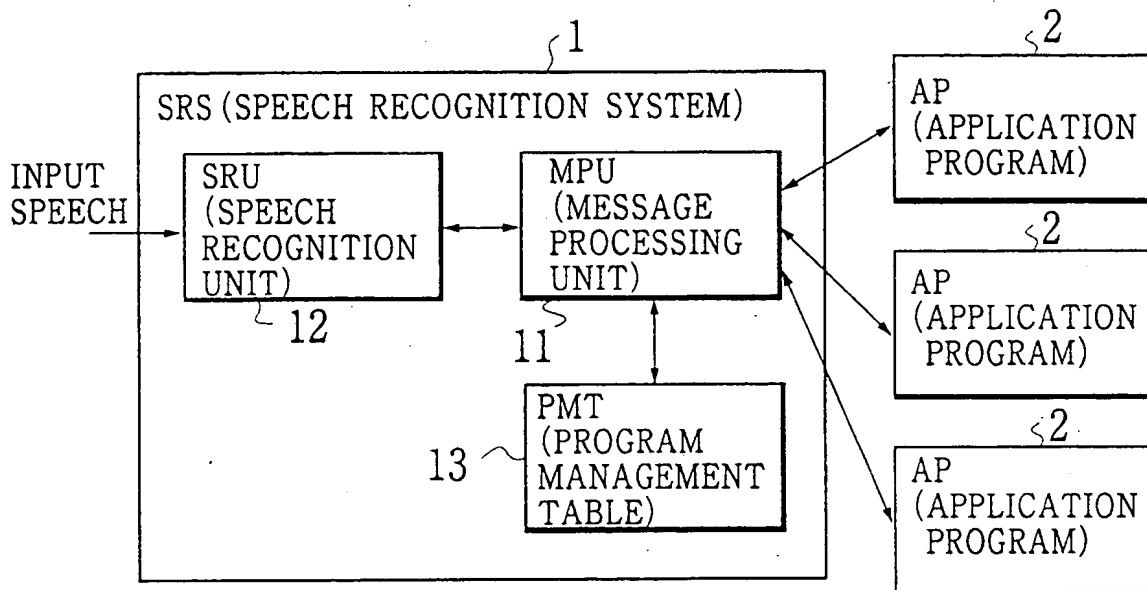 1
SRS (SPEECH RECOGNITION SYSTEM)
INPUT
SPEECH
SRU
(SPEECH
RECOGNITION
UNIT)
12
MPU
(MESSAGE
PROCESSING
UNIT)
11
PMT
(PROGRAM
MANAGEMENT
TABLE)
13
2
AP
(APPLICATION
PROGRAM)
2
AP
(APPLICATION
PROGRAM)
2
AP
(APPLICATION
PROGRAM)